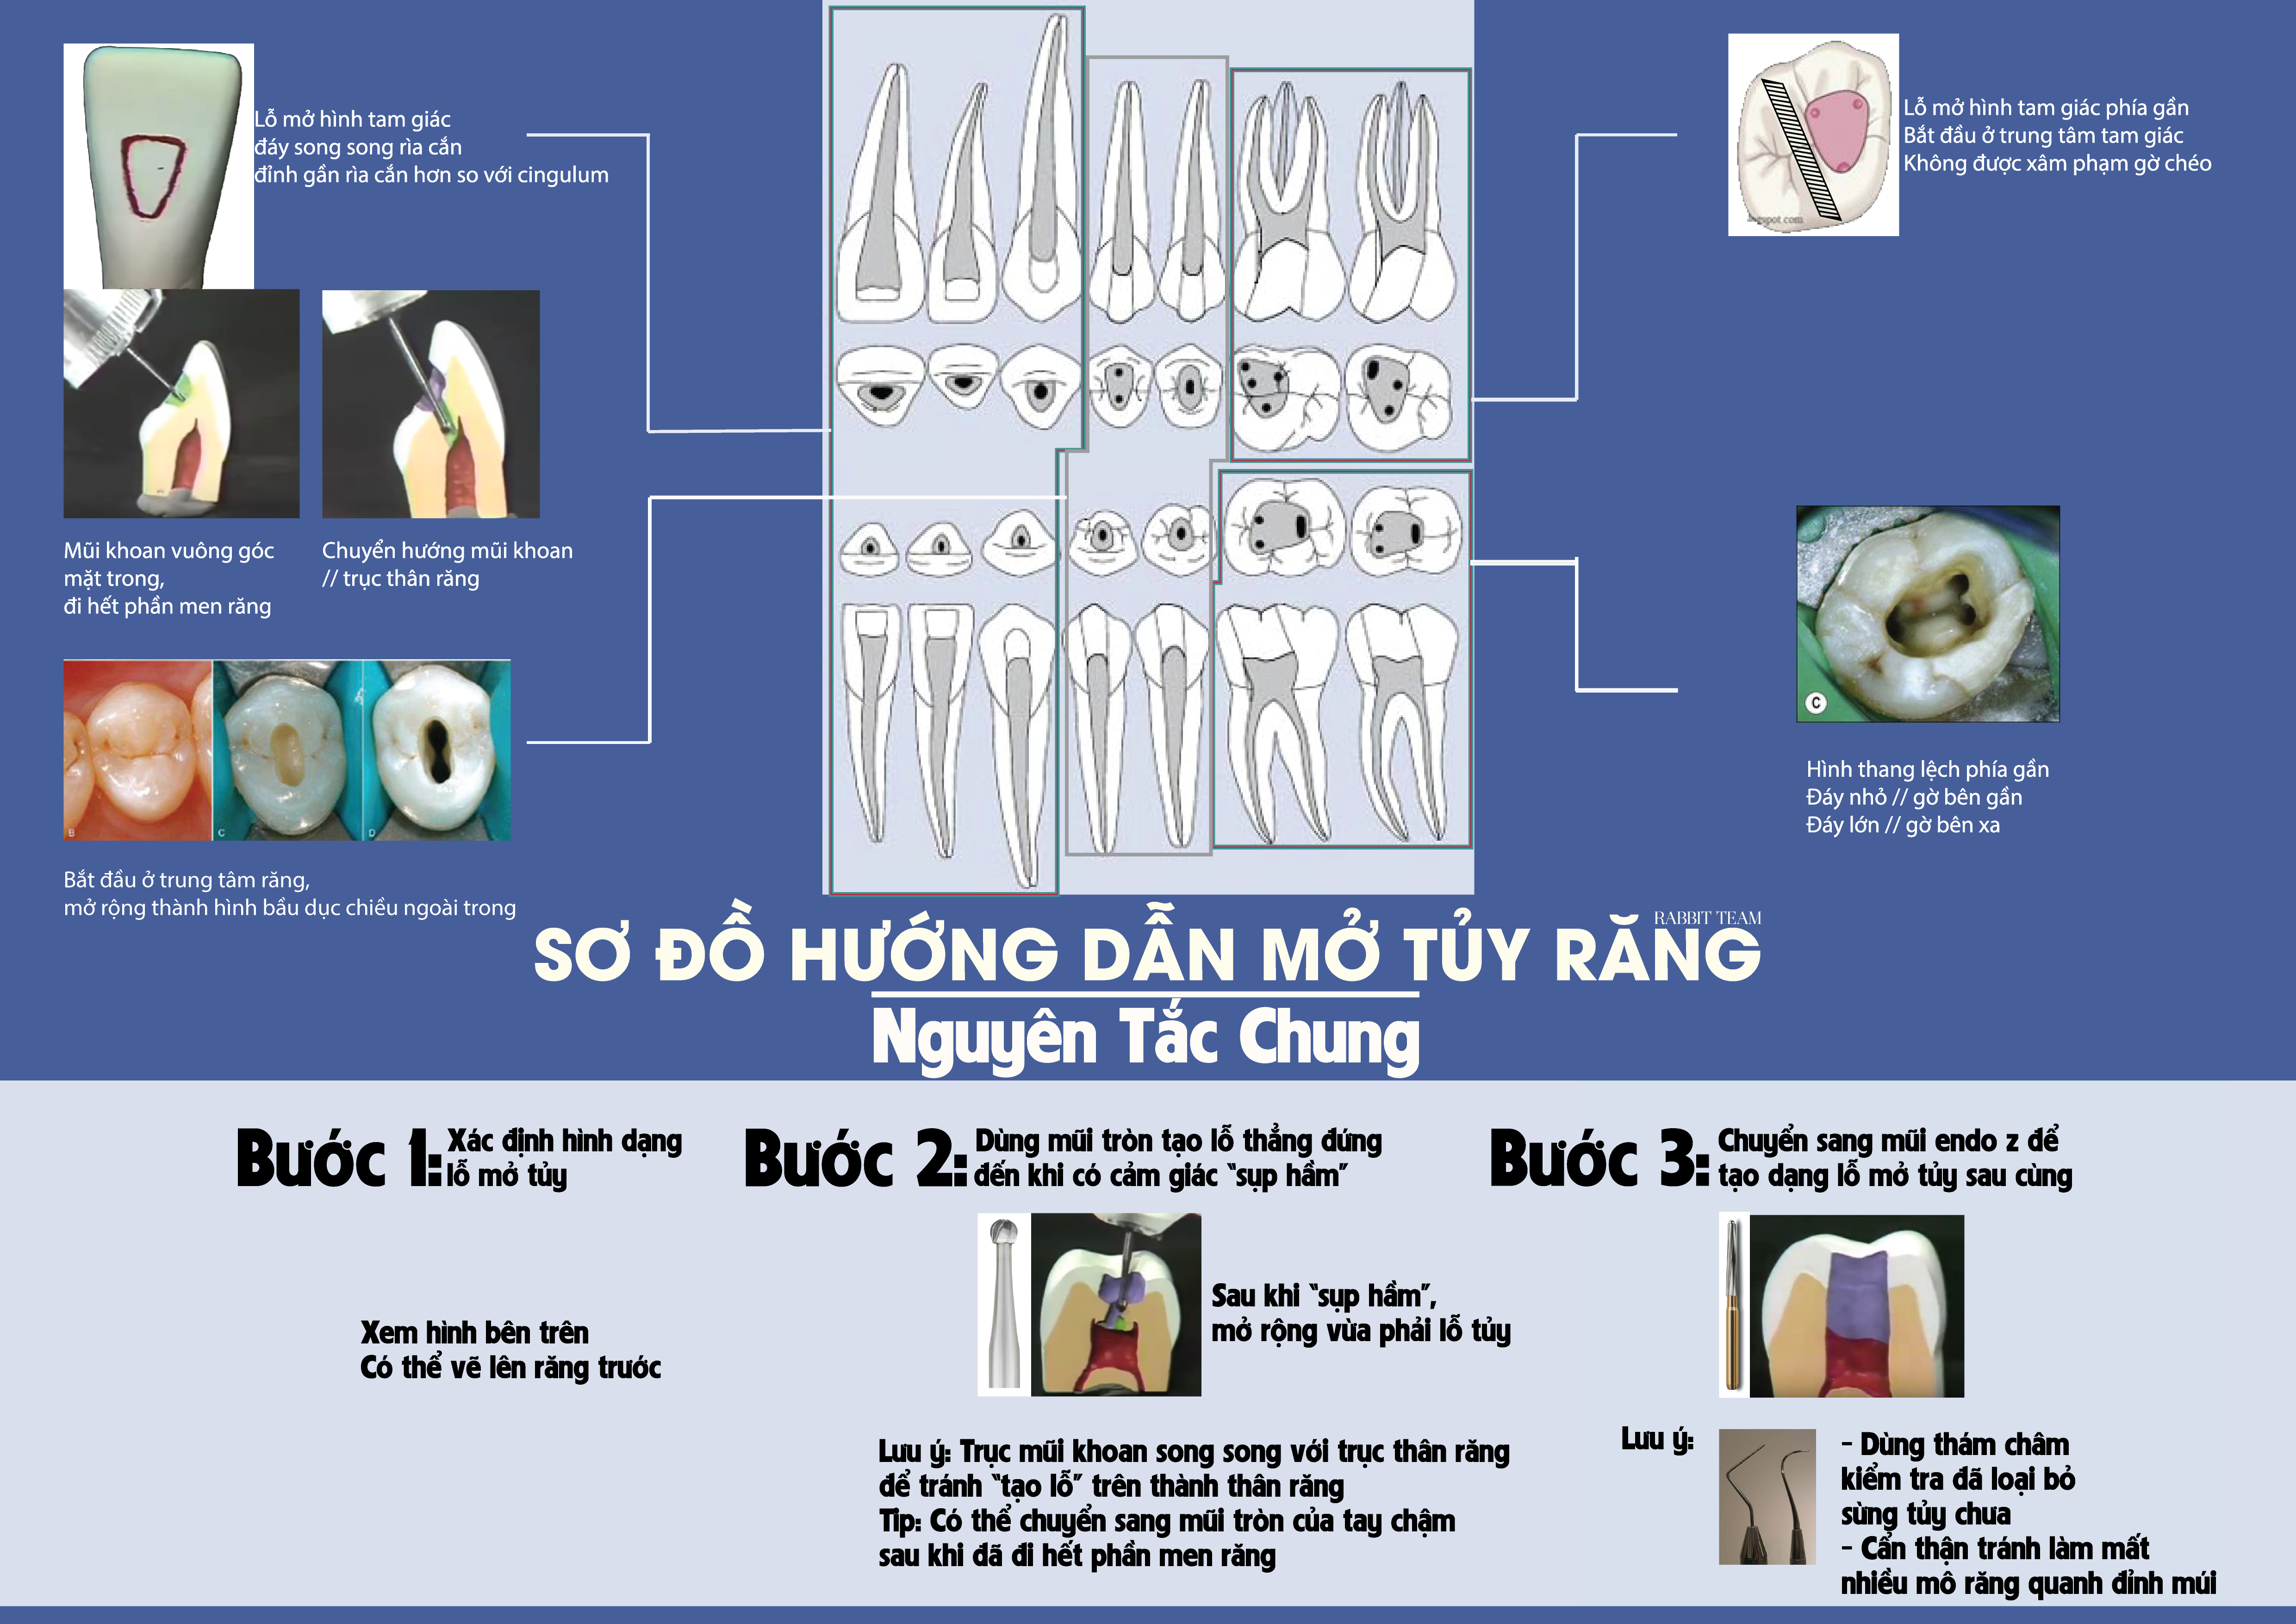 Lỗ mở hình tam giác
đáy song song rìa cắn
đỉnh gần rìa cắn hơn so với cingulum
Mũi khoan vuông góc
mặt trong,
đi hết phần men răng
Chuyển hướng mũi khoan
// trục thân răng
B
C
D
Bắt đầu ở trung tâm răng,
mở rộng thành hình bầu dục chiều ngoài trong
Lỗ mở hình tam giác phía gần
Bắt đầu ở trung tâm tam giác
Không được xâm phạm gờ chéo
gspot.com
C
Hình thang lệch phía gần
Đáy nhỏ // gờ bên gần
Đáy lớn // gờ bên xa
RABBIT TEAM
SƠ ĐỒ HƯỚNG DẪN MỞ TỦY RĂNG
Nguyên Tắc Chung
Bước 1: Xác định hình dạng
lỗ mở tủy
Xem hình bên trên
Có thể vẽ lên răng trước
Bước 2: Dùng mũi tròn tạo lỗ thẳng đứng
đến khi có cảm giác "sụp hầm"
Sau khi "sụp hầm",
mở rộng vừa phải lỗ tủy
Lưu ý: Trục mũi khoan song song với trục thân răng
để tránh "tạo lỗ" trên thành thân răng
Tip: Có thể chuyển sang mũi tròn của tay chậm
sau khi đã đi hết phần men răng
Bước 3: Chuyển sang mũi endo z để
tạo dạng lỗ mở tủy sau cùng
Lưu ý:
- Dùng thám châm
kiểm tra đã loại bỏ
sừng tủy chưa
- Cẩn thận tránh làm mất
nhiều mô răng quanh đỉnh múi